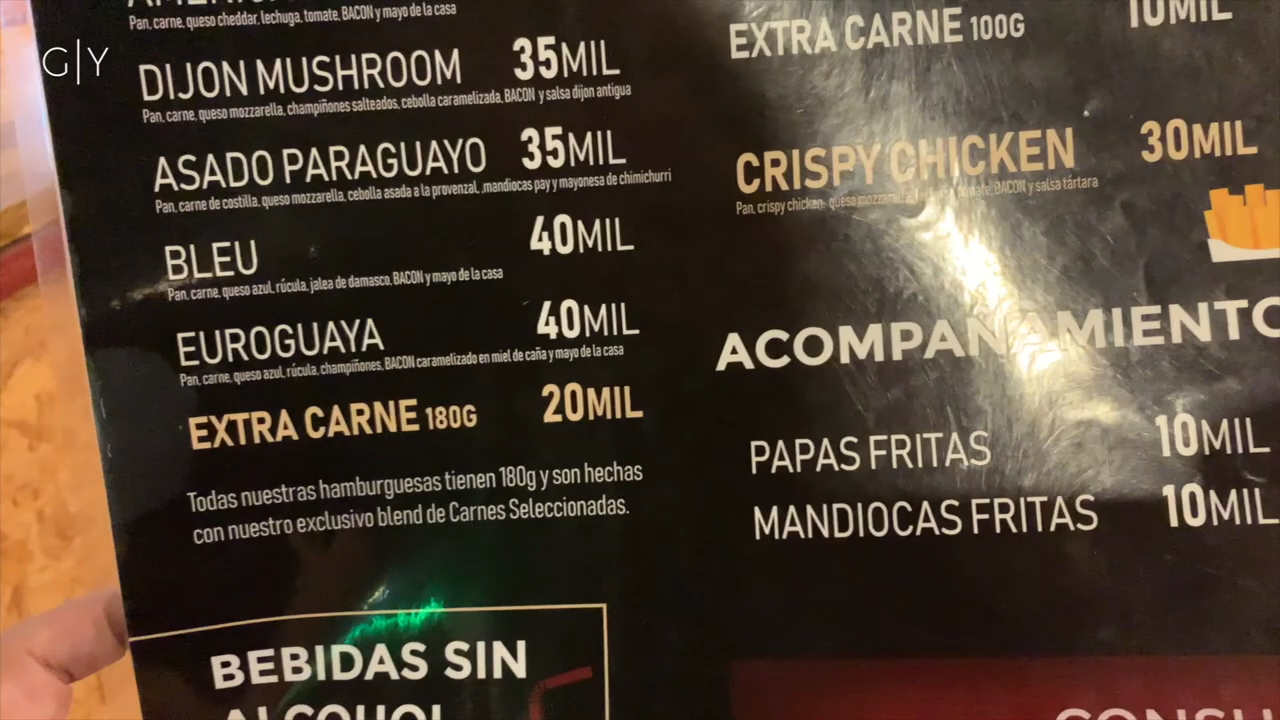 G|Y
Pan, carne, queso cheddar, lechuga, tomate, BACON y mayo de la casa
DIJON MUSHROOM 35MIL
Pan, carne, queso mozzarella, champiñones salteados, cebolla caramelizada, BACON y salsa dijon antigua
ASADO PARAGUAYO 35MIL
Pan, carne de costilla, queso mozzarella, cebolla asada a la provenzal, ,mandiocas pay y mayonesa de chimichurri
BLEU 40MIL
Pan, carne, queso azul, rúcula, jalea de damasco, BACON y mayo de la casa
EUROGUAYA 40MIL
Pan, carne, queso azul, rúcula, champiñones, BACON caramelizado en miel de caña y mayo de la casa
EXTRA CARNE 180G 20MIL
Todas nuestras hamburguesas tienen 180g y son hechas
con nuestro exclusivo blend de Carnes Seleccionadas.
BEBIDAS SIN
ALCOHOL
EXTRA CARNE 100G 10MIL
CRISPY CHICKEN 30MIL
Pan, crispy chicken, queso mozzarella, tomate, BACON y salsa tártara
ACOMPAÑAMIENTO
PAPAS FRITAS 10MIL
MANDIOCAS FRITAS 10MIL